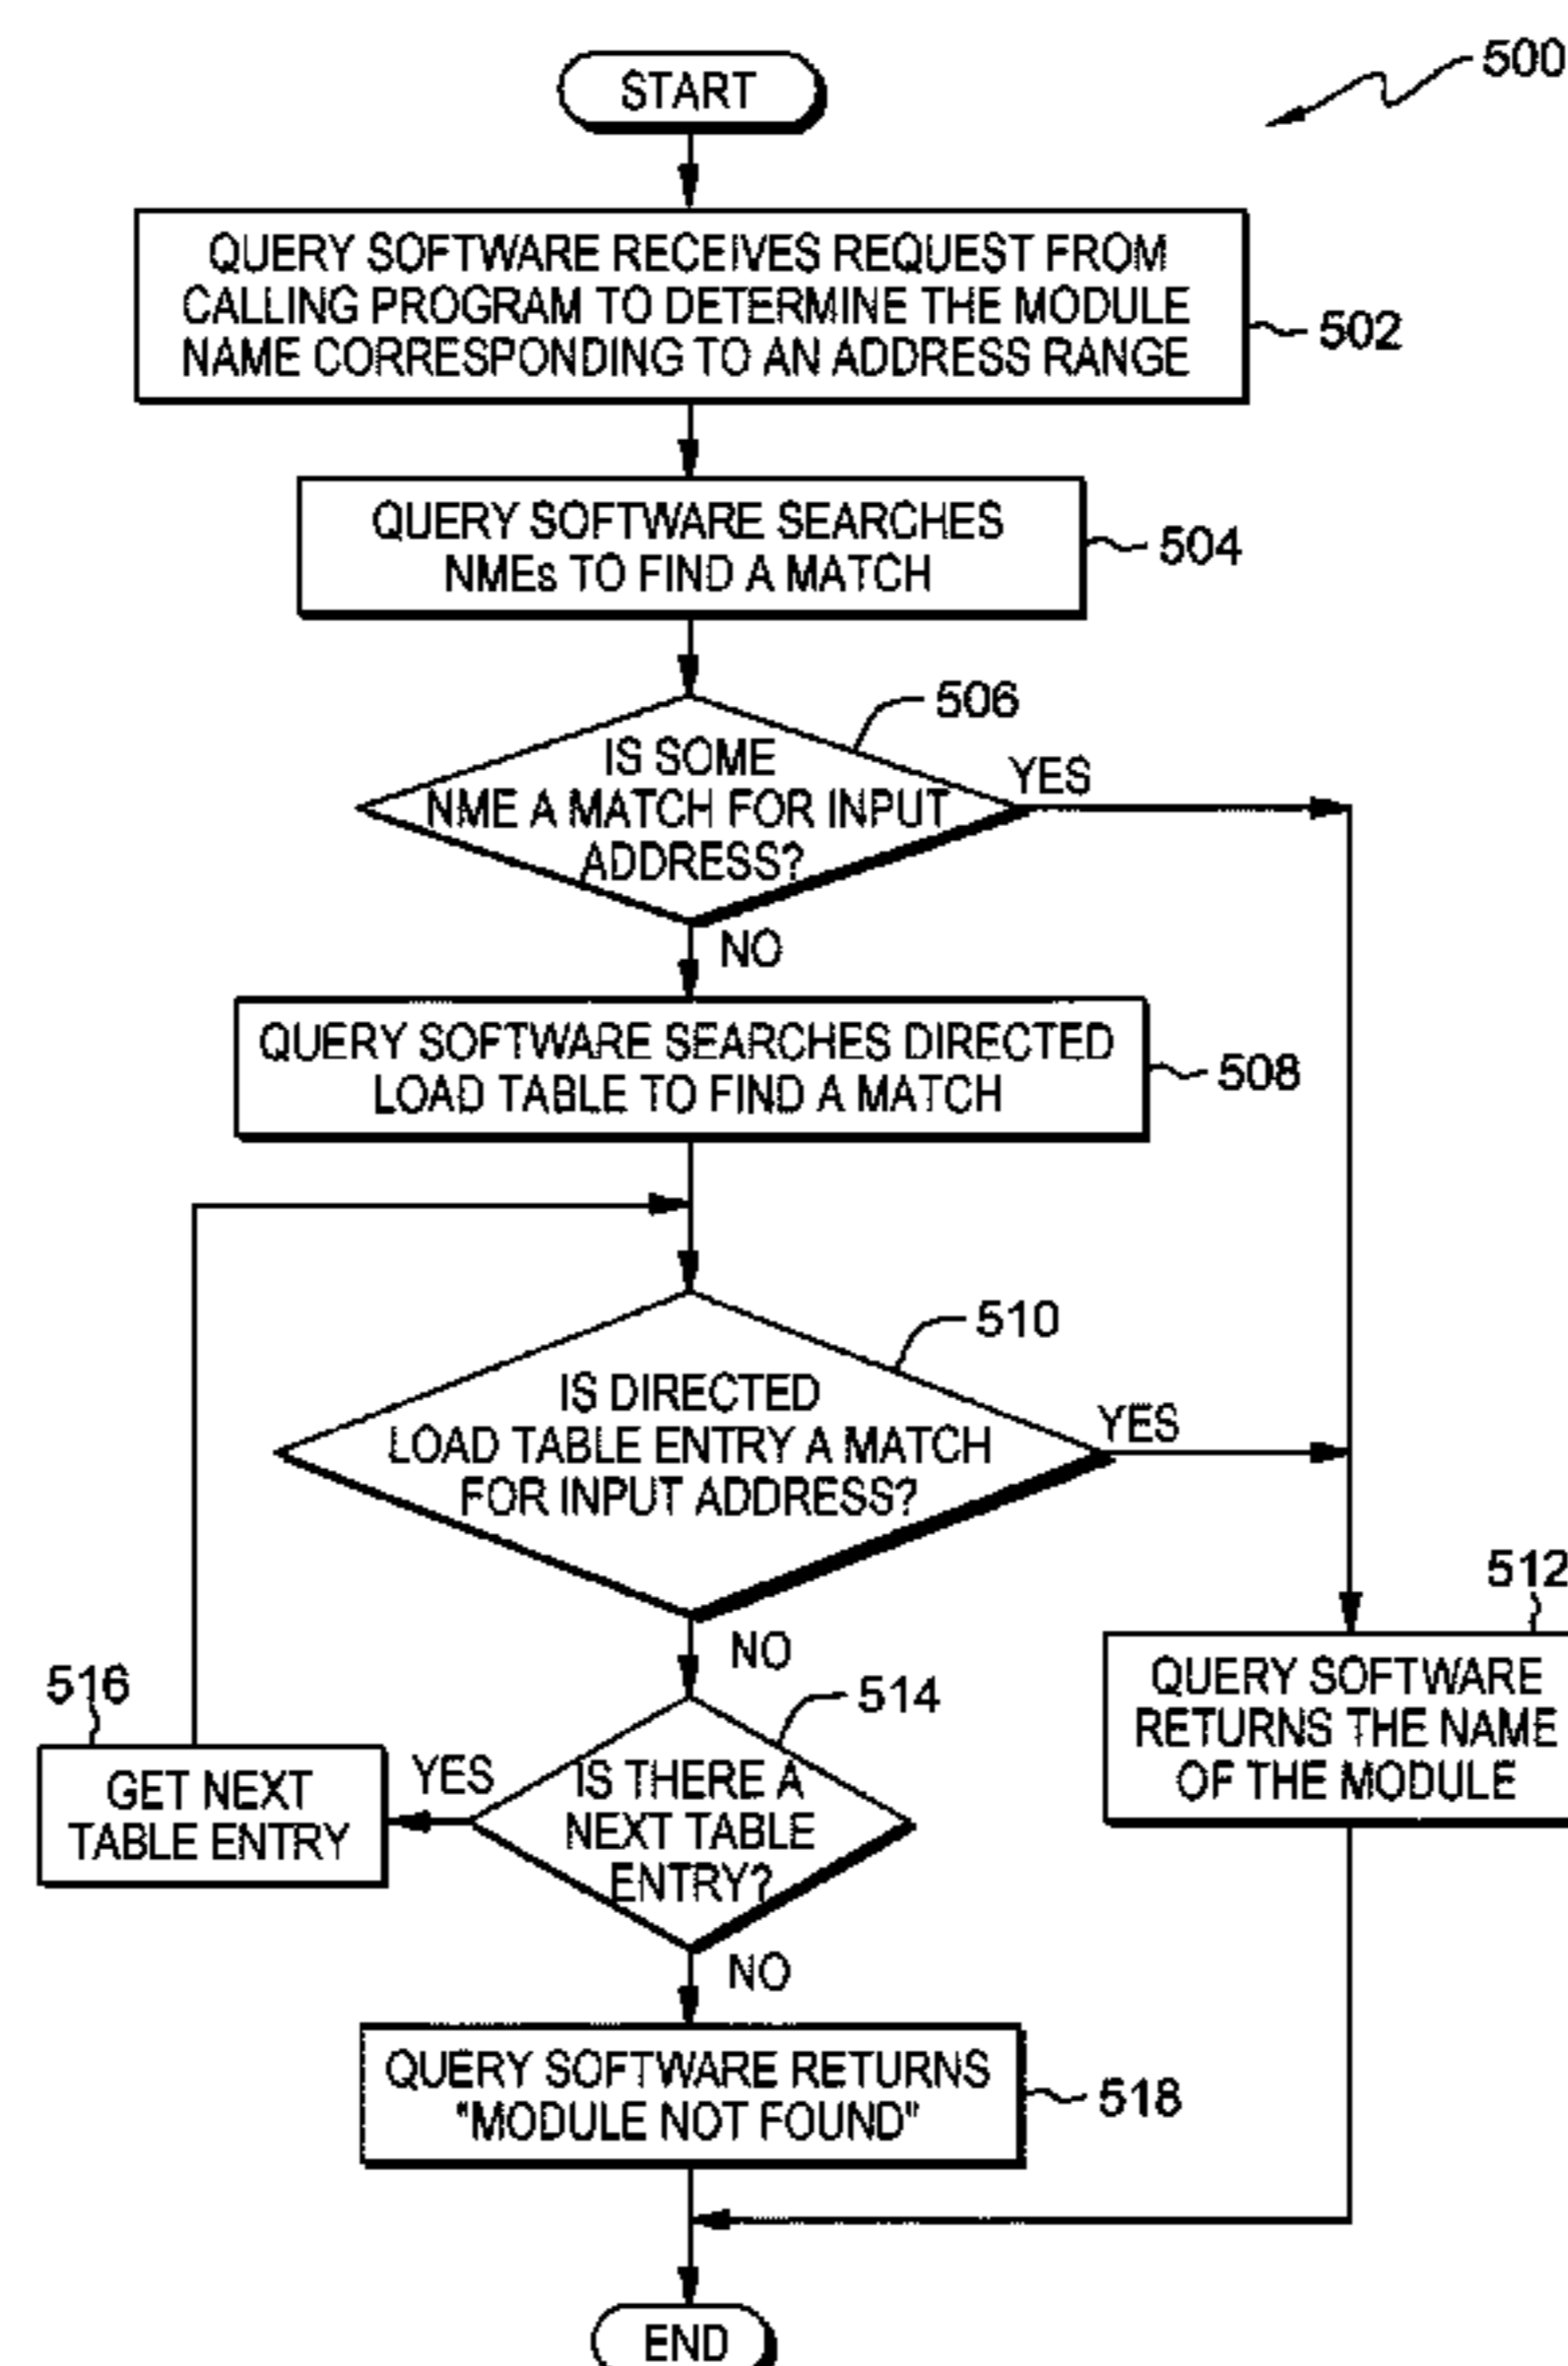 START
500
QUERY SOFTWARE RECEIVES REQUEST FROM
CALLING PROGRAM TO DETERMINE THE MODULE
NAME CORRESPONDING TO AN ADDRESS RANGE
502
QUERY SOFTWARE SEARCHES
NMEs TO FIND A MATCH
504
506
IS SOME
NME A MATCH FOR INPUT
ADDRESS?
YES
NO
QUERY SOFTWARE SEARCHES DIRECTED
LOAD TABLE TO FIND A MATCH
508
510
IS DIRECTED
LOAD TABLE ENTRY A MATCH
FOR INPUT ADDRESS?
YES
NO
512
QUERY SOFTWARE
RETURNS THE NAME
OF THE MODULE
514
IS THERE A
NEXT TABLE
ENTRY?
YES
516
GET NEXT
TABLE ENTRY
NO
QUERY SOFTWARE RETURNS
"MODULE NOT FOUND"
518
END